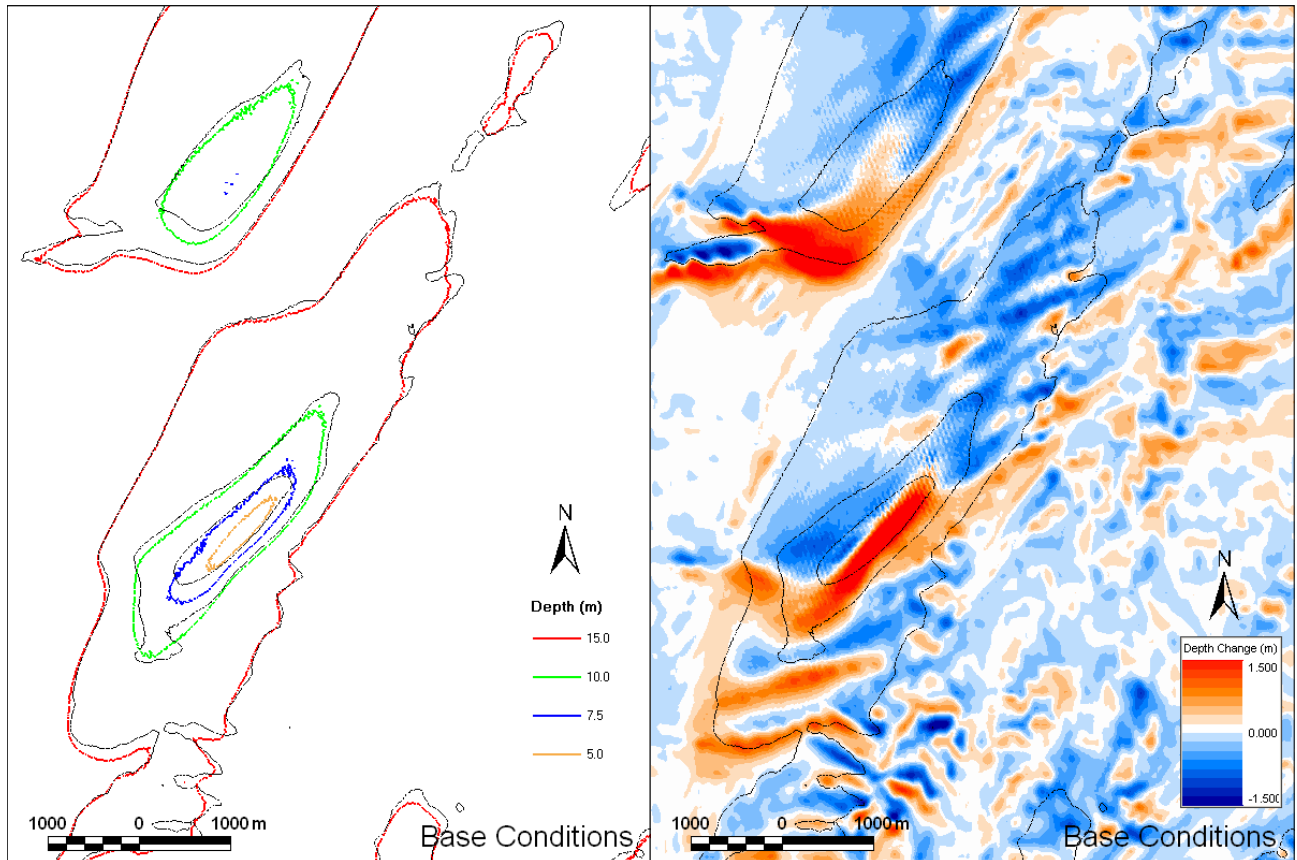 N
Depth (m)
15.0
10.0
7.5
5.0
1000 0 1000 m
Base Conditions
N
Depth Change (m)
1.500
0.000
-1.500
1000 0 1000 m
Base Conditions